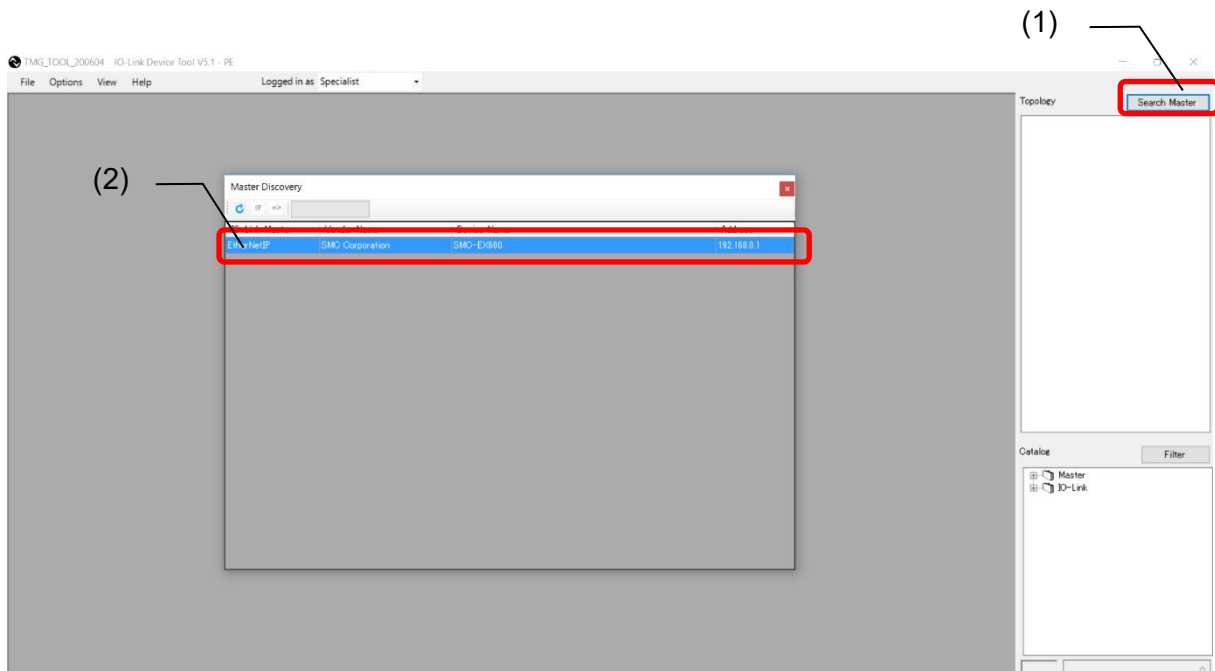 (1)
TMG_TOOL_200604 IO-Link Device Tool V5.1 - PE
File Options View Help Logged in as Specialist
Topology Search Master
(2)
Master Discovery
IP =>
EtherNetIP SMC Corporation SMC-EX600 192.168.0.1
Catalog Filter
Master
IO-Link